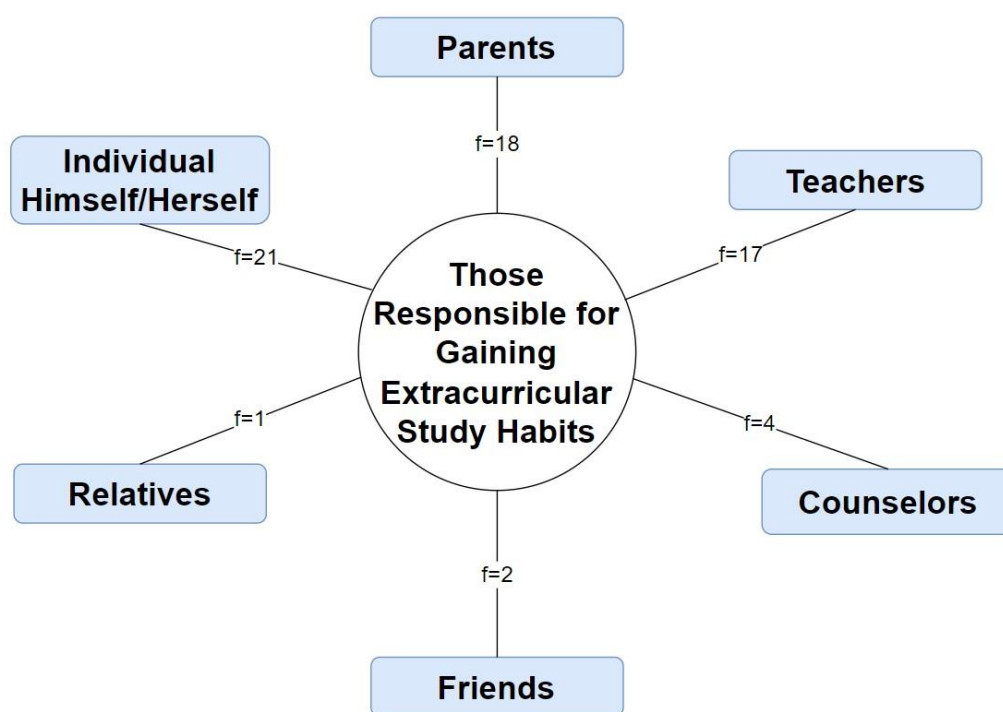 Parents
f=18
Individual
Himself/Herself
Teachers
f=21
f=17
Those
Responsible for
Gaining
Extracurricular
Study Habits
f=1
f=4
Relatives
Counselors
f=2
Friends